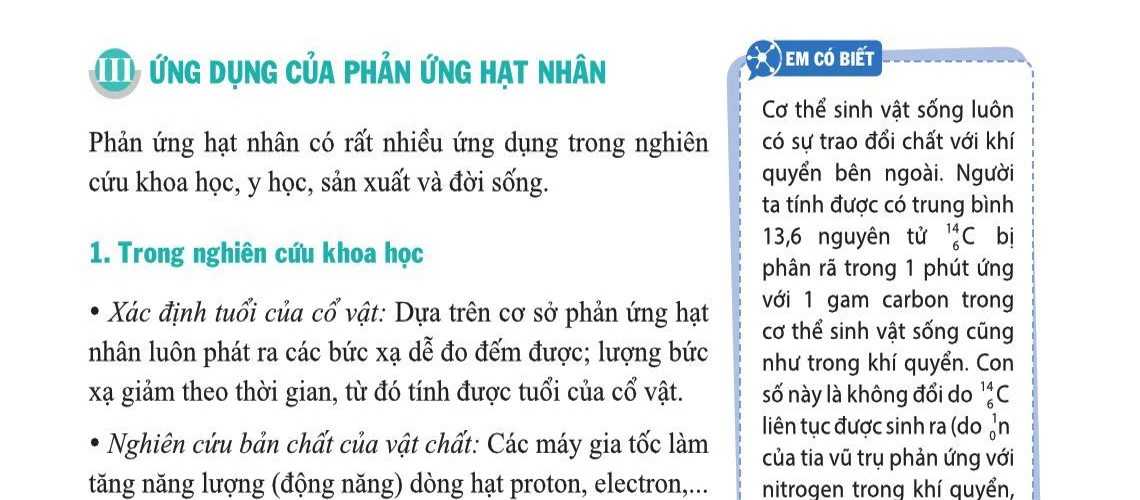 III ỨNG DỤNG CỦA PHẢN ỨNG HẠT NHÂN
Phản ứng hạt nhân có rất nhiều ứng dụng trong nghiên
cứu khoa học, y học, sản xuất và đời sống.
1. Trong nghiên cứu khoa học
• Xác định tuổi của cổ vật: Dựa trên cơ sở phản ứng hạt
nhân luôn phát ra các bức xạ dễ đo đếm được; lượng bức
xạ giảm theo thời gian, từ đó tính được tuổi của cổ vật.
• Nghiên cứu bản chất của vật chất: Các máy gia tốc làm
tăng năng lượng (động năng) dòng hạt proton, electron,...
EM CÓ BIẾT
Cơ thể sinh vật sống luôn
có sự trao đổi chất với khí
quyển bên ngoài. Người
ta tính được có trung bình
13,6 nguyên tử ¹⁴₆C bị
phân rã trong 1 phút ứng
với 1 gam carbon trong
cơ thể sinh vật sống cũng
như trong khí quyển. Con
số này là không đổi do ¹⁴₆C
liên tục được sinh ra (do ¹₀n
của tia vũ trụ phản ứng với
nitrogen trong khí quyển,